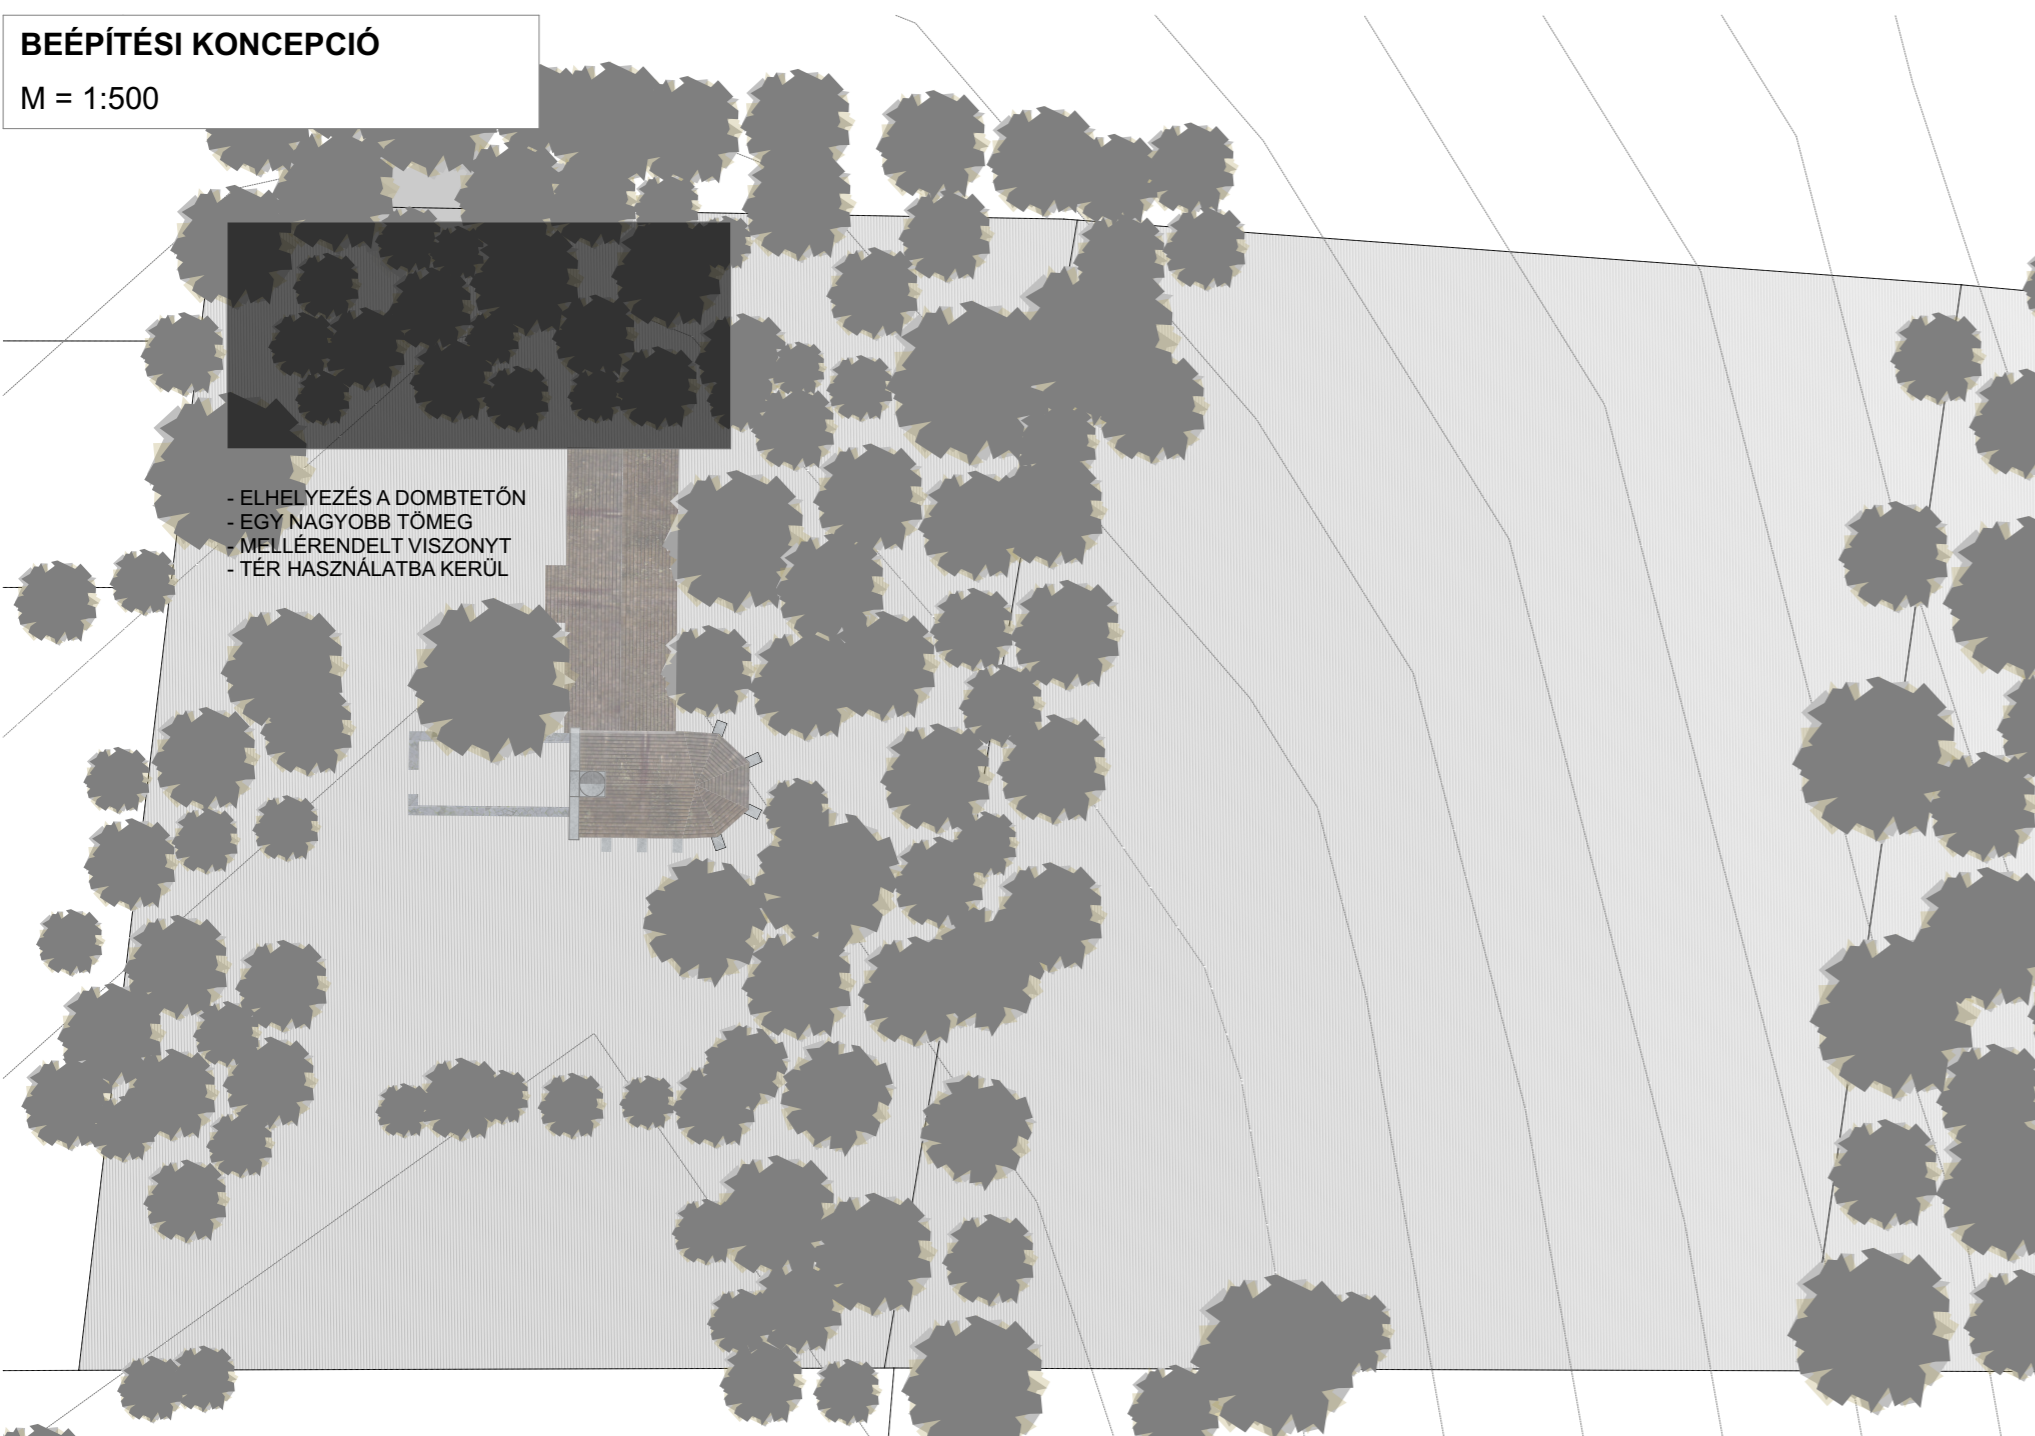 BEÉPÍTÉSI KONCEPCIÓ
M = 1:500
- ELHELYEZÉS A DOMBTETŐN
- EGY NAGYOBB TÖMEG
- MELLÉRENDELT VISZONYT
- TÉR HASZNÁLATBA KERÜL